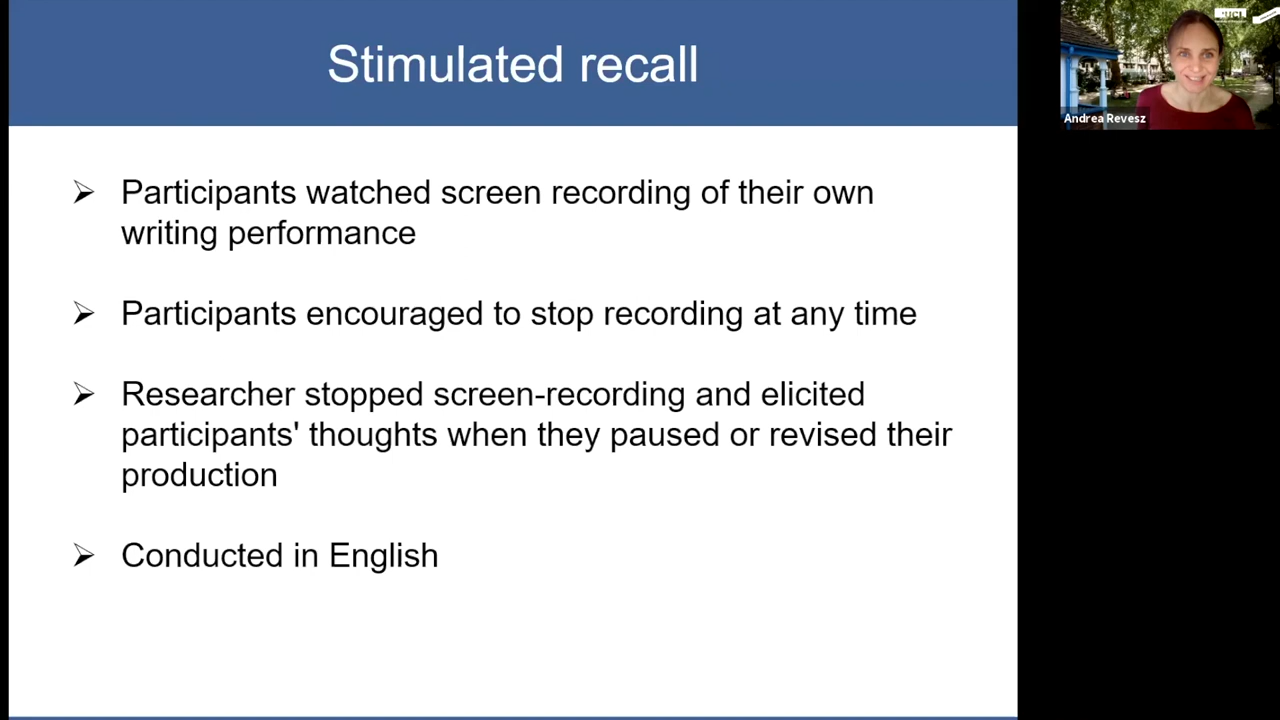 Stimulated recall
Participants watched screen recording of their own
writing performance
Participants encouraged to stop recording at any time
Researcher stopped screen-recording and elicited
participants' thoughts when they paused or revised their
production
Conducted in English
Andrea Revesz